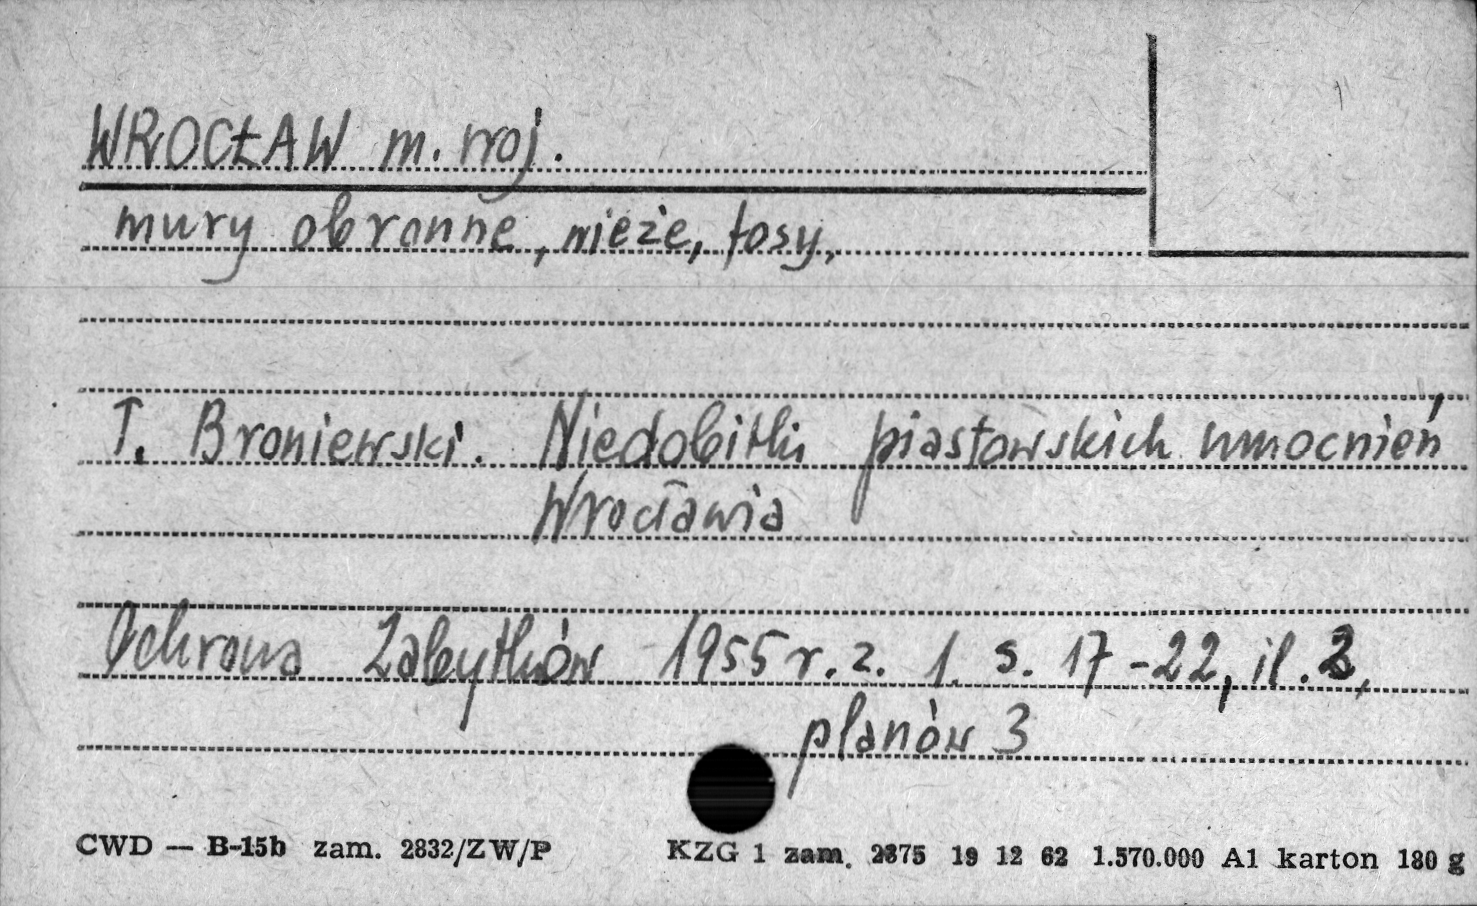 WROCŁAW m. woj.
mury obronne, wieże, fosy,
T. Broniewski. Niedobitki piastowskich umocnień
Wrocławia
Ochrona Zabytków 1955 r. z. 1. s. 17-22, il. 3,
planów 3
CWD — B-15b zam. 2832/ZW/P KZG 1 zam. 2875 19 12 62 1.570.000 A1 karton 180 g